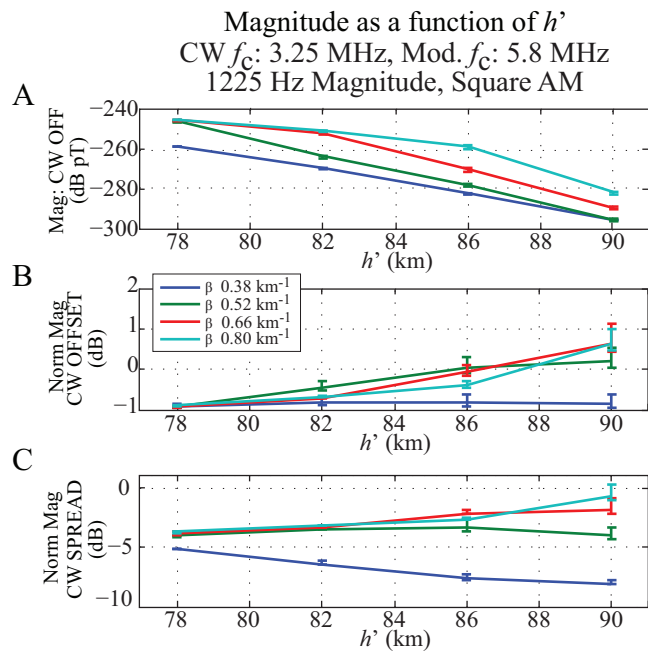 Magnitude as a function of h’
CW fc: 3.25 MHz, Mod. fc: 5.8 MHz
1225 Hz Magnitude, Square AM
A
Mag: CW OFF
(dB pT)
−240
−260
−280
−300
78 80 82 84 86 88 90
h’ (km)
B
Norm Mag
CW OFFSET
(dB)
2
1
0
−1
β 0.38 km-1
β 0.52 km-1
β 0.66 km-1
β 0.80 km-1
78 80 82 84 86 88 90
h’ (km)
C
Norm Mag
CW SPREAD
(dB)
0
−5
−10
78 80 82 84 86 88 90
h’ (km)